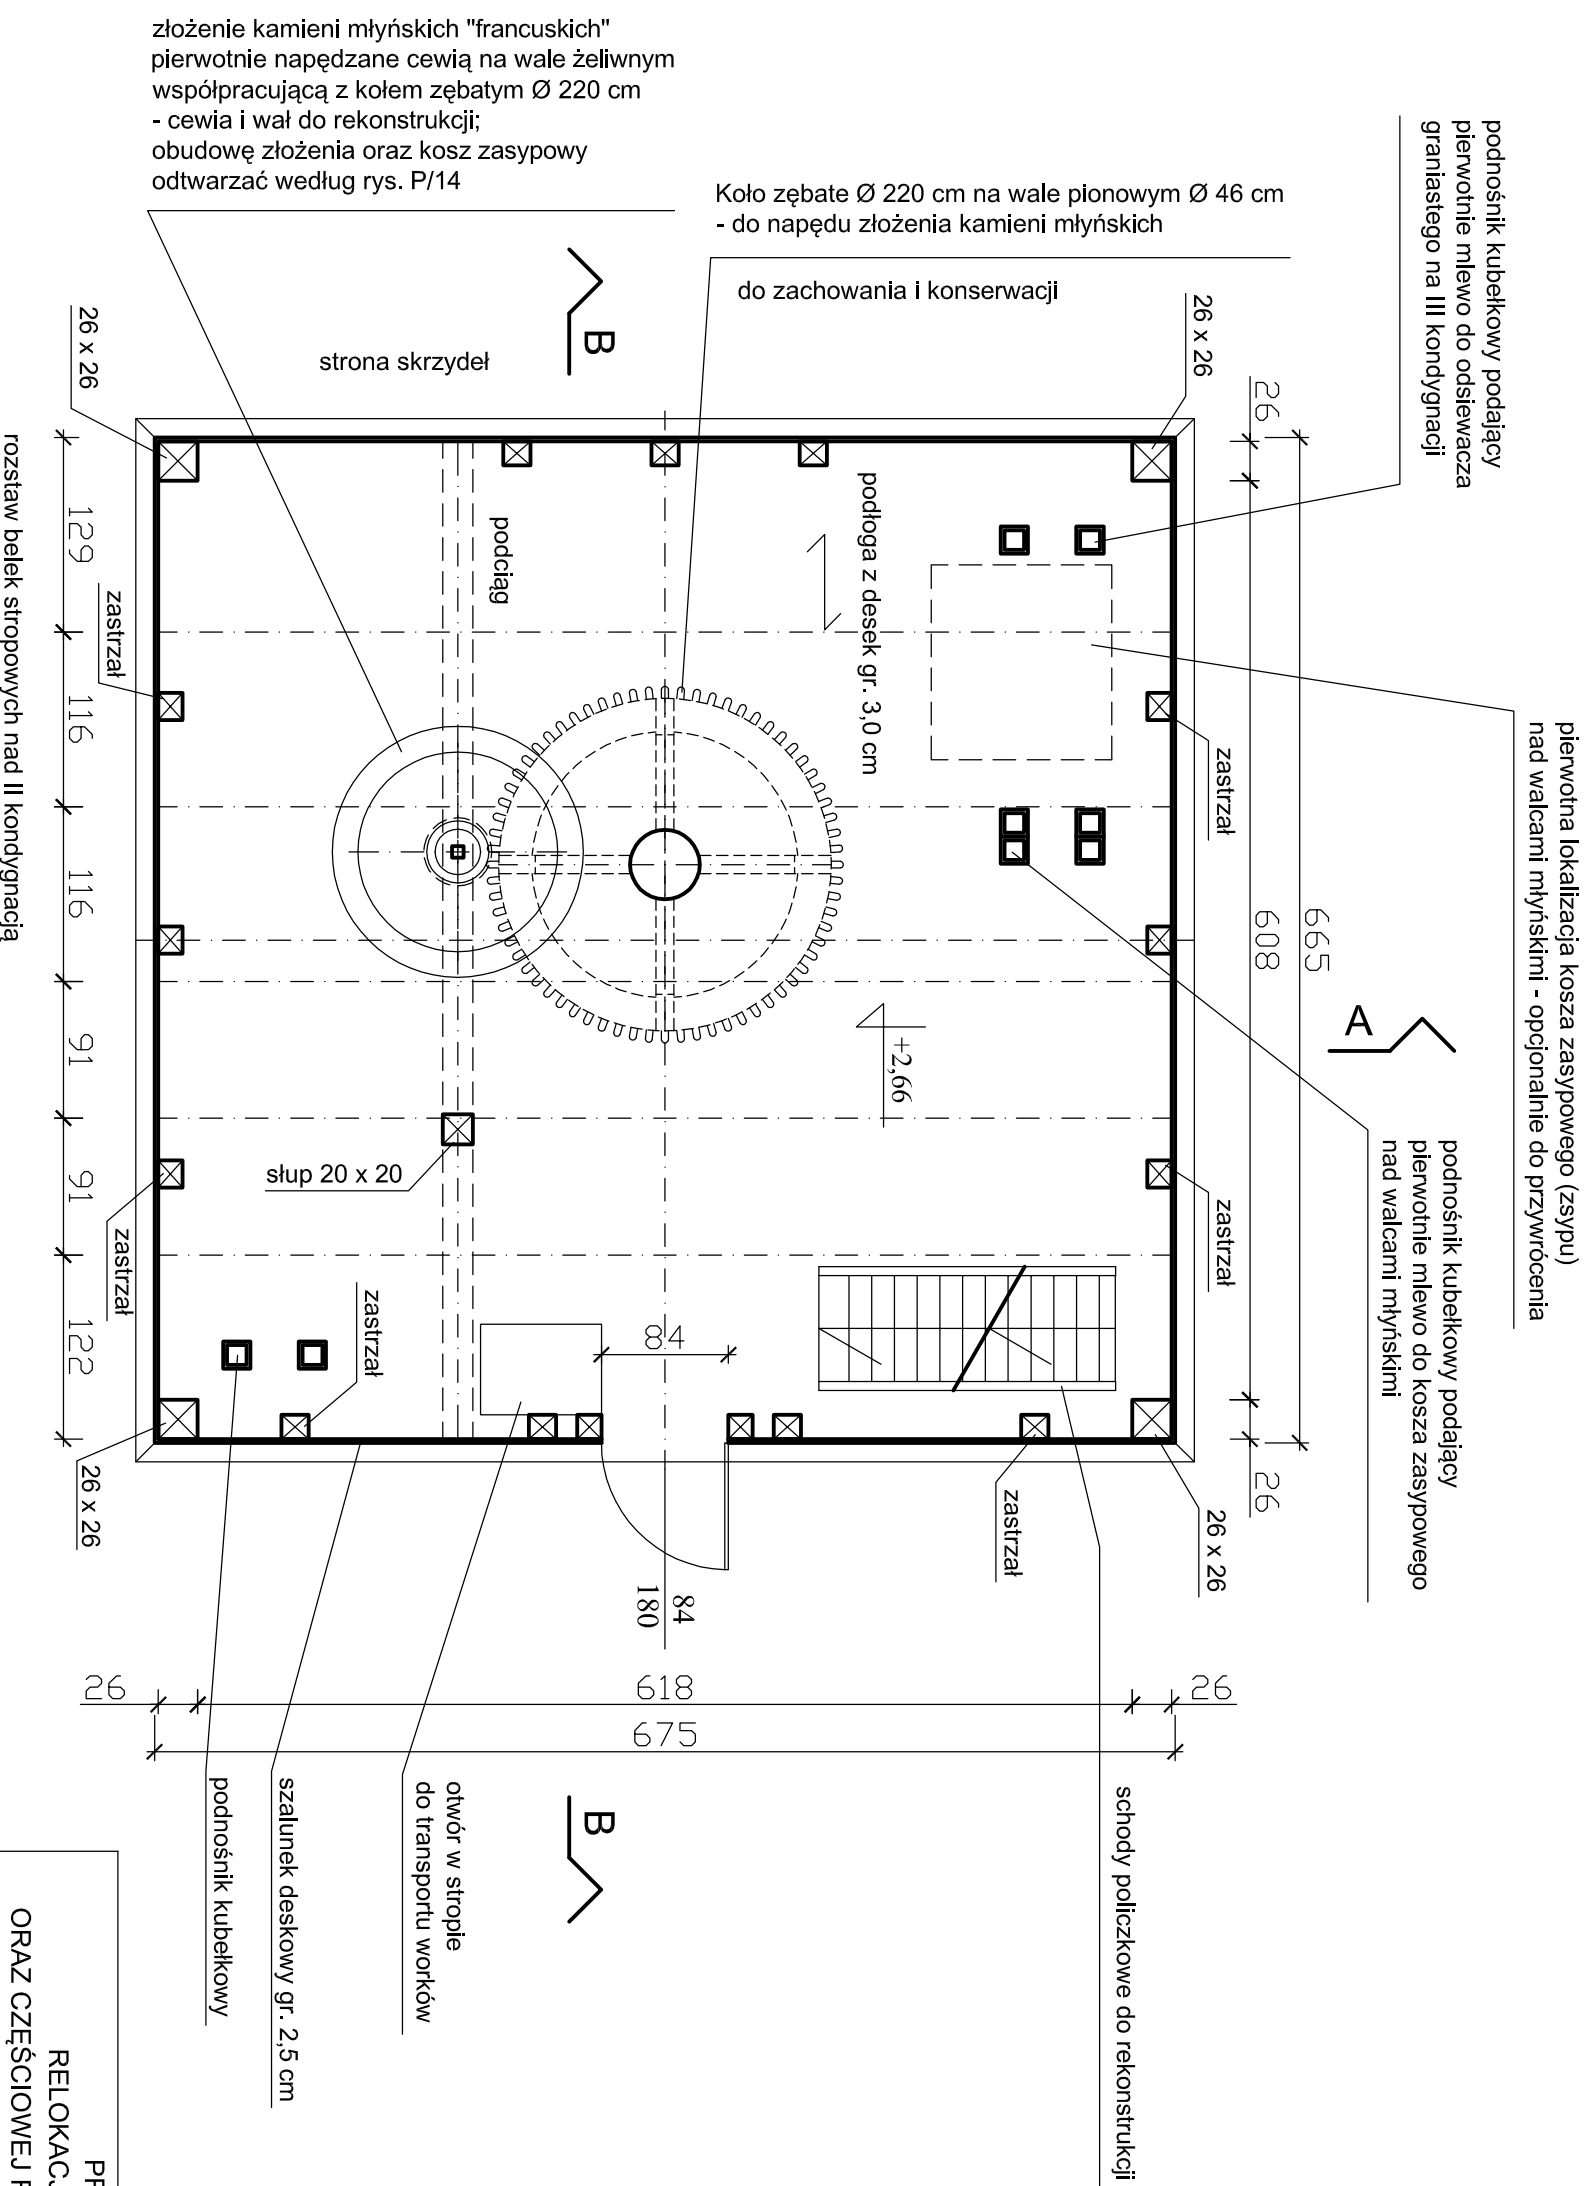 złożenie kamieni młyńskich "francuskich"
pierwotnie napędzane cewią na wale żeliwnym
współpracującą z kołem zębatym Ø 220 cm
- cewia i wał do rekonstrukcji;
obudowę złożenia oraz kosz zasypowy
odtwarzać według rys. P/14
Koło zębate Ø 220 cm na wale pionowym Ø 46 cm
- do napędu złożenia kamieni młyńskich
do zachowania i konserwacji
podnośnik kubełkowy podający
pierwotnie mlewo do odsiewacza
graniastego na III kondygnacji
B
strona skrzydeł
26 x 26
26 x 26
26
665
608
26
pierwotna lokalizacja kosza zasypowego (zsypu)
nad walcami młyńskimi - opcjonalnie do przywrócenia
A
podnośnik kubełkowy podający
pierwotnie mlewo do kosza zasypowego
nad walcami młyńskimi
podciąg
podłoga z desek gr. 3,0 cm
zastrzał
zastrzał
zastrzał
zastrzał
zastrzał
zastrzał
+2,66
słup 20 x 20
84
129
116
116
91
91
122
rozstaw belek stropowych nad II kondygnacją
26 x 26
26 x 26
84
180
26
618
26
675
B
schody policzkowe do rekonstrukcji
otwór w stropie
do transportu worków
szalunek deskowy gr. 2,5 cm
podnośnik kubełkowy
RELOKAC
ORAZ CZĘŚCIOWEJ